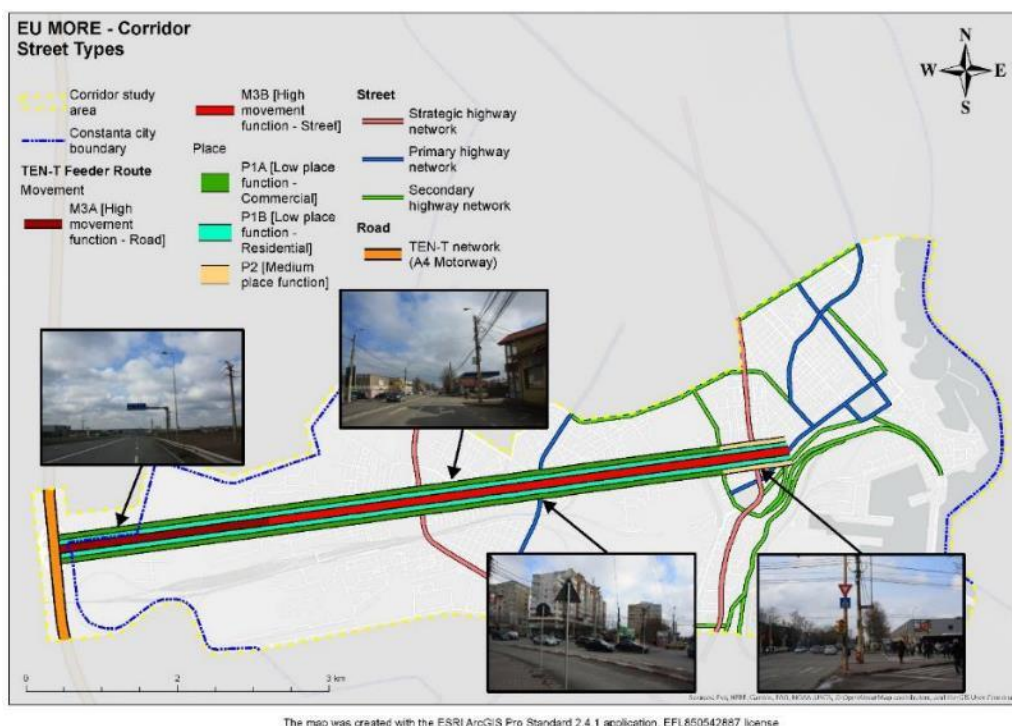 EU MORE - Corridor
Street Types
Corridor study
area
Constanta city
boundary
TEN-T Feeder Route
Movement
M3A [High
movement
function - Road]
M3B [High
movement
function - Street]
Place
P1A [Low place
function -
Commercial]
P1B [Low place
function -
Residential]
P2 [Medium
place function]
Street
Strategic highway
network
Primary highway
network
Secondary
highway network
Road
TEN-T network
(A4 Motorway)
N
W
E
S
0
2
3 km
The map was created with the ESRI ArcGIS Pro Standard 2.4.1 application, EFL850542887 license